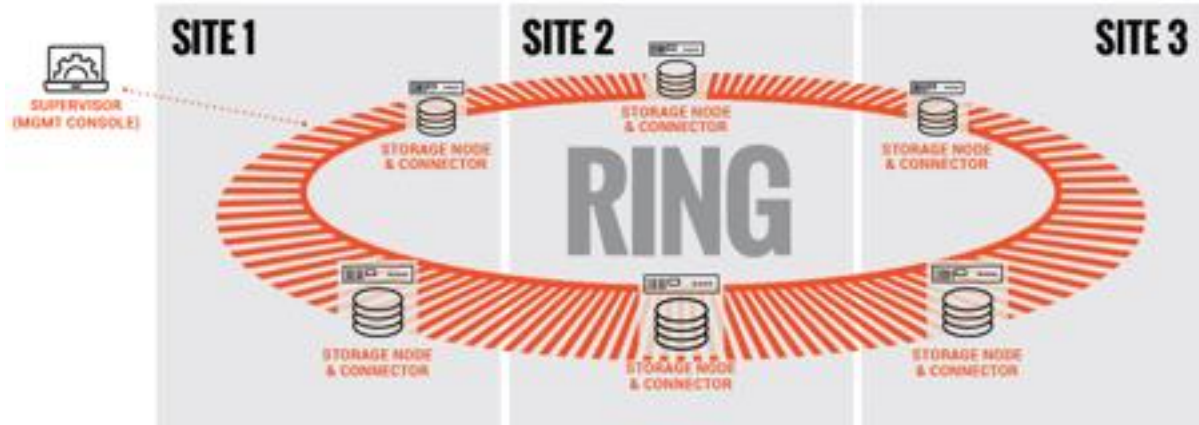 SITE 1
SITE 2
SITE 3
SUPERVISOR
(MGMT CONSOLE)
STORAGE NODE
& CONNECTOR
STORAGE NODE
& CONNECTOR
STORAGE NODE
& CONNECTOR
RING
STORAGE NODE
& CONNECTOR
STORAGE NODE
& CONNECTOR
STORAGE NODE
& CONNECTOR